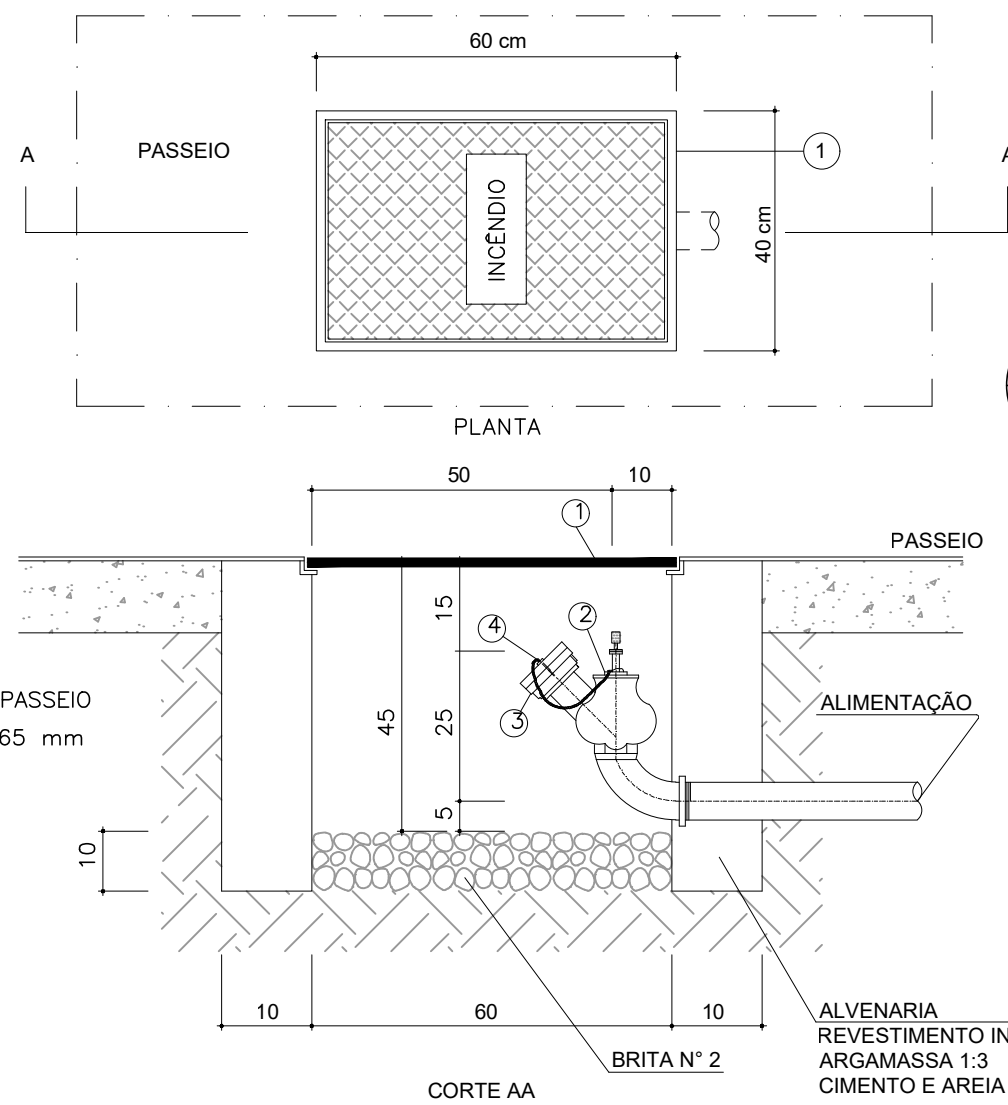 60 cm
A
PASSEIO
1
A
INCÊNDIO
40 cm
PLANTA
50
10
1
PASSEIO
15
4
2
PASSEIO
65 mm
3
45
25
ALIMENTAÇÃO
5
10
10
60
10
ALVENARIA
REVESTIMENTO IN
ARGAMASSA 1:3
CIMENTO E AREIA
BRITA N° 2
CORTE AA